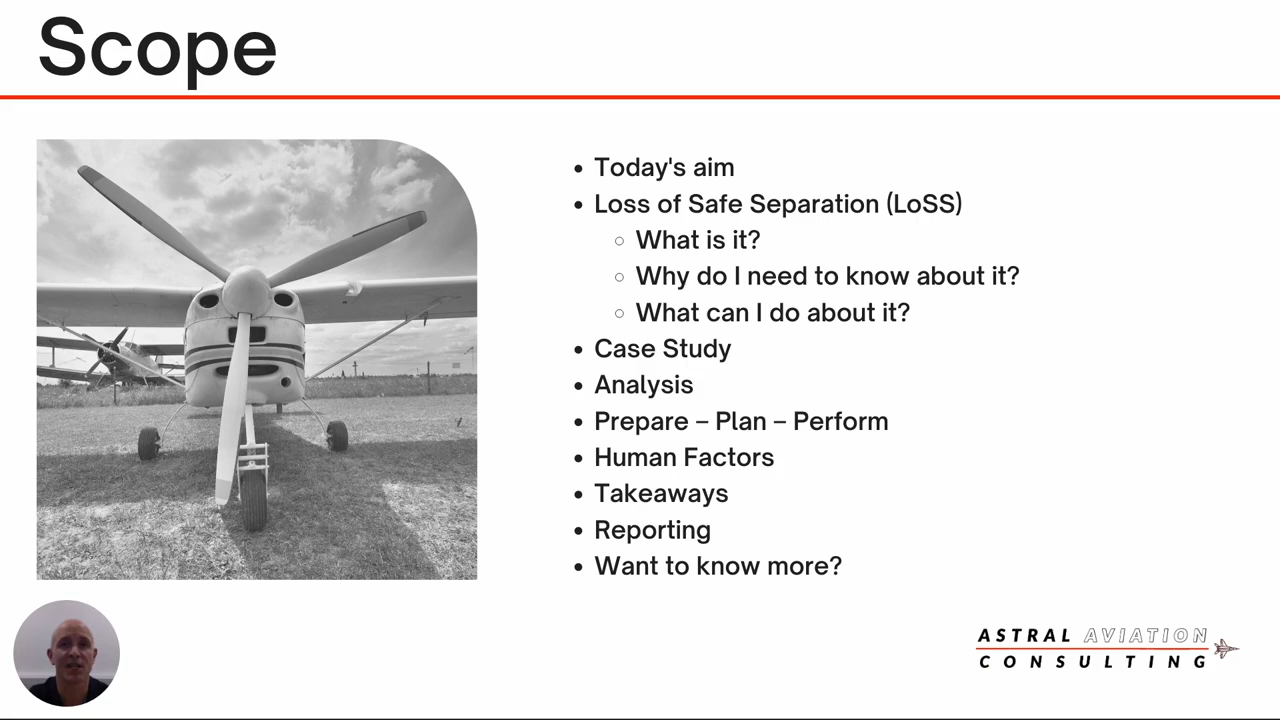 Scope
Today's aim
Loss of Safe Separation (LoSS)
What is it?
Why do I need to know about it?
What can I do about it?
Case Study
Analysis
Prepare – Plan – Perform
Human Factors
Takeaways
Reporting
Want to know more?
ASTRAL AVIATION
CONSULTING